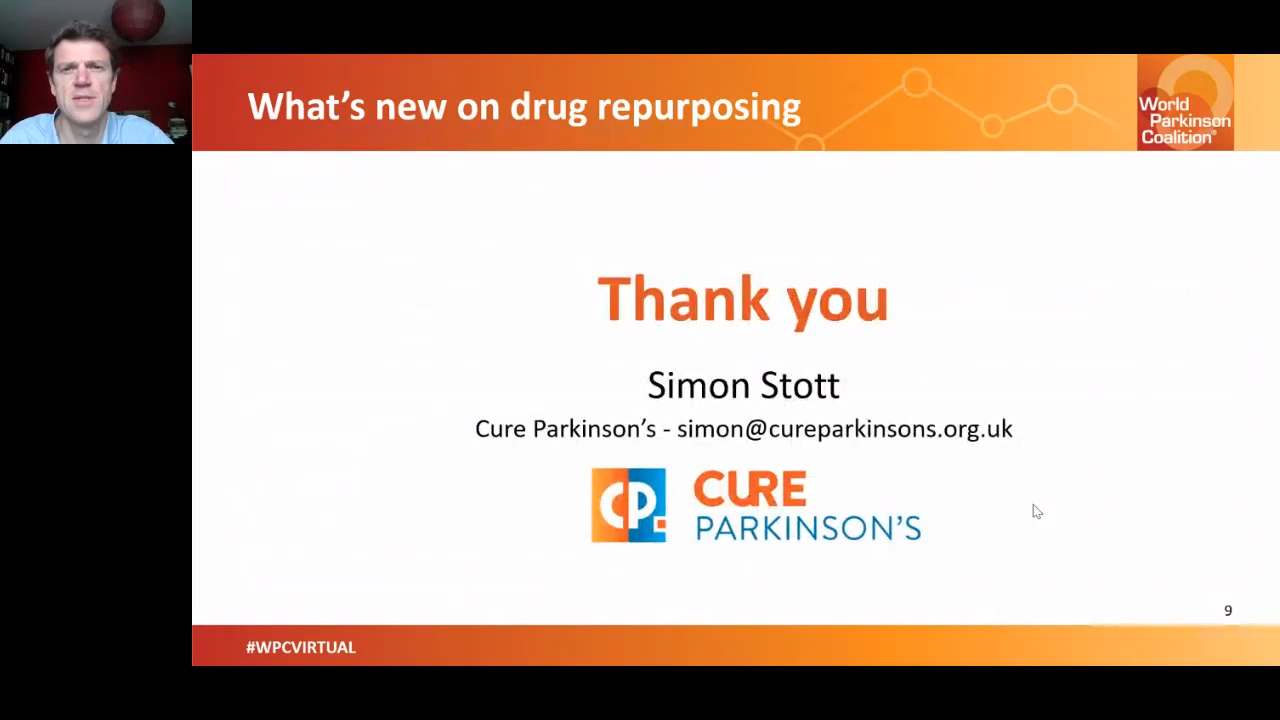 What's new on drug repurposing
World
Parkinson
Coalition®
Thank you
Simon Stott
Cure Parkinson's - simon@cureparkinsons.org.uk
CP.
CURE
PARKINSON'S
9
#WPCVIRTUAL